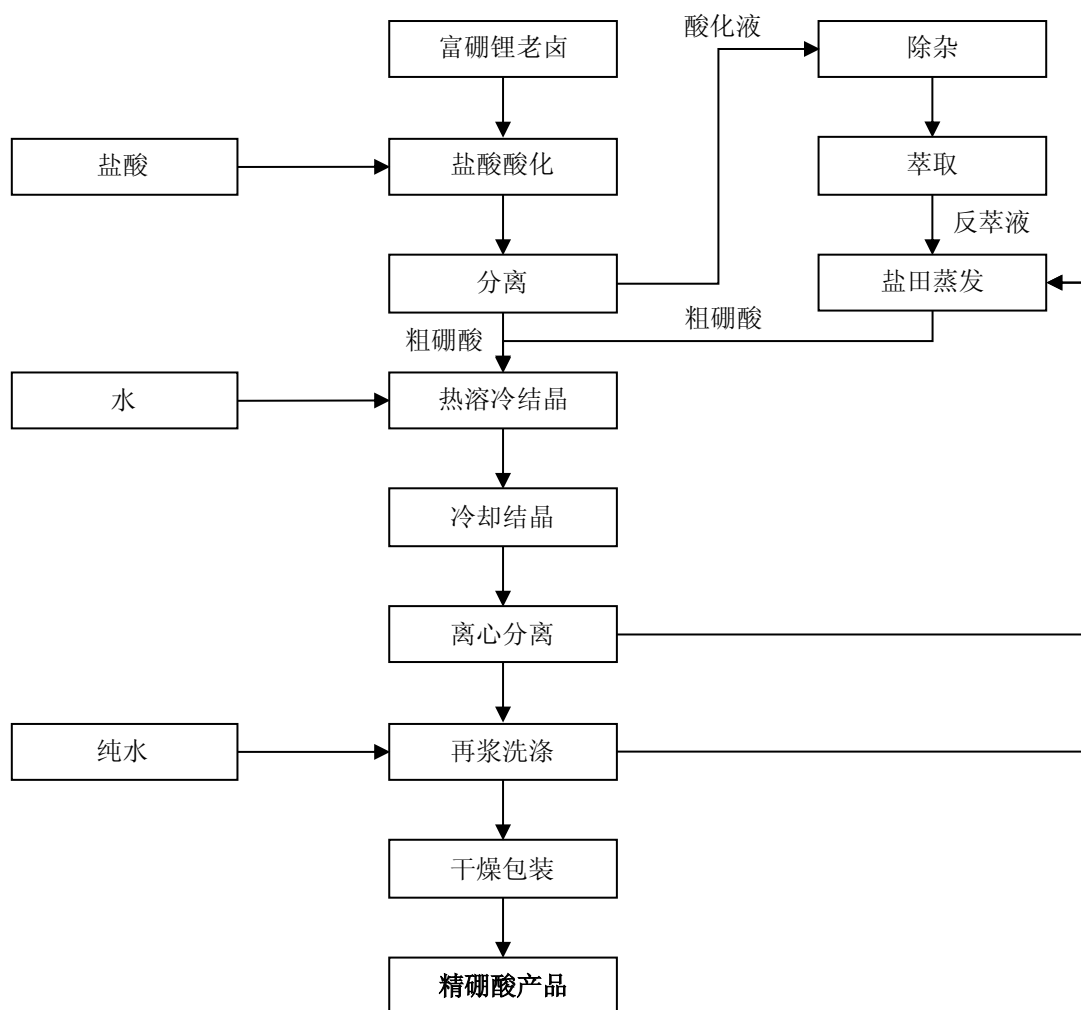 酸化液
富硼锂老卤
除杂
盐酸
盐酸酸化
萃取
反萃液
分离
盐田蒸发
粗硼酸
粗硼酸
水
热溶冷结晶
冷却结晶
离心分离
纯水
再浆洗涤
干燥包装
精硼酸产品